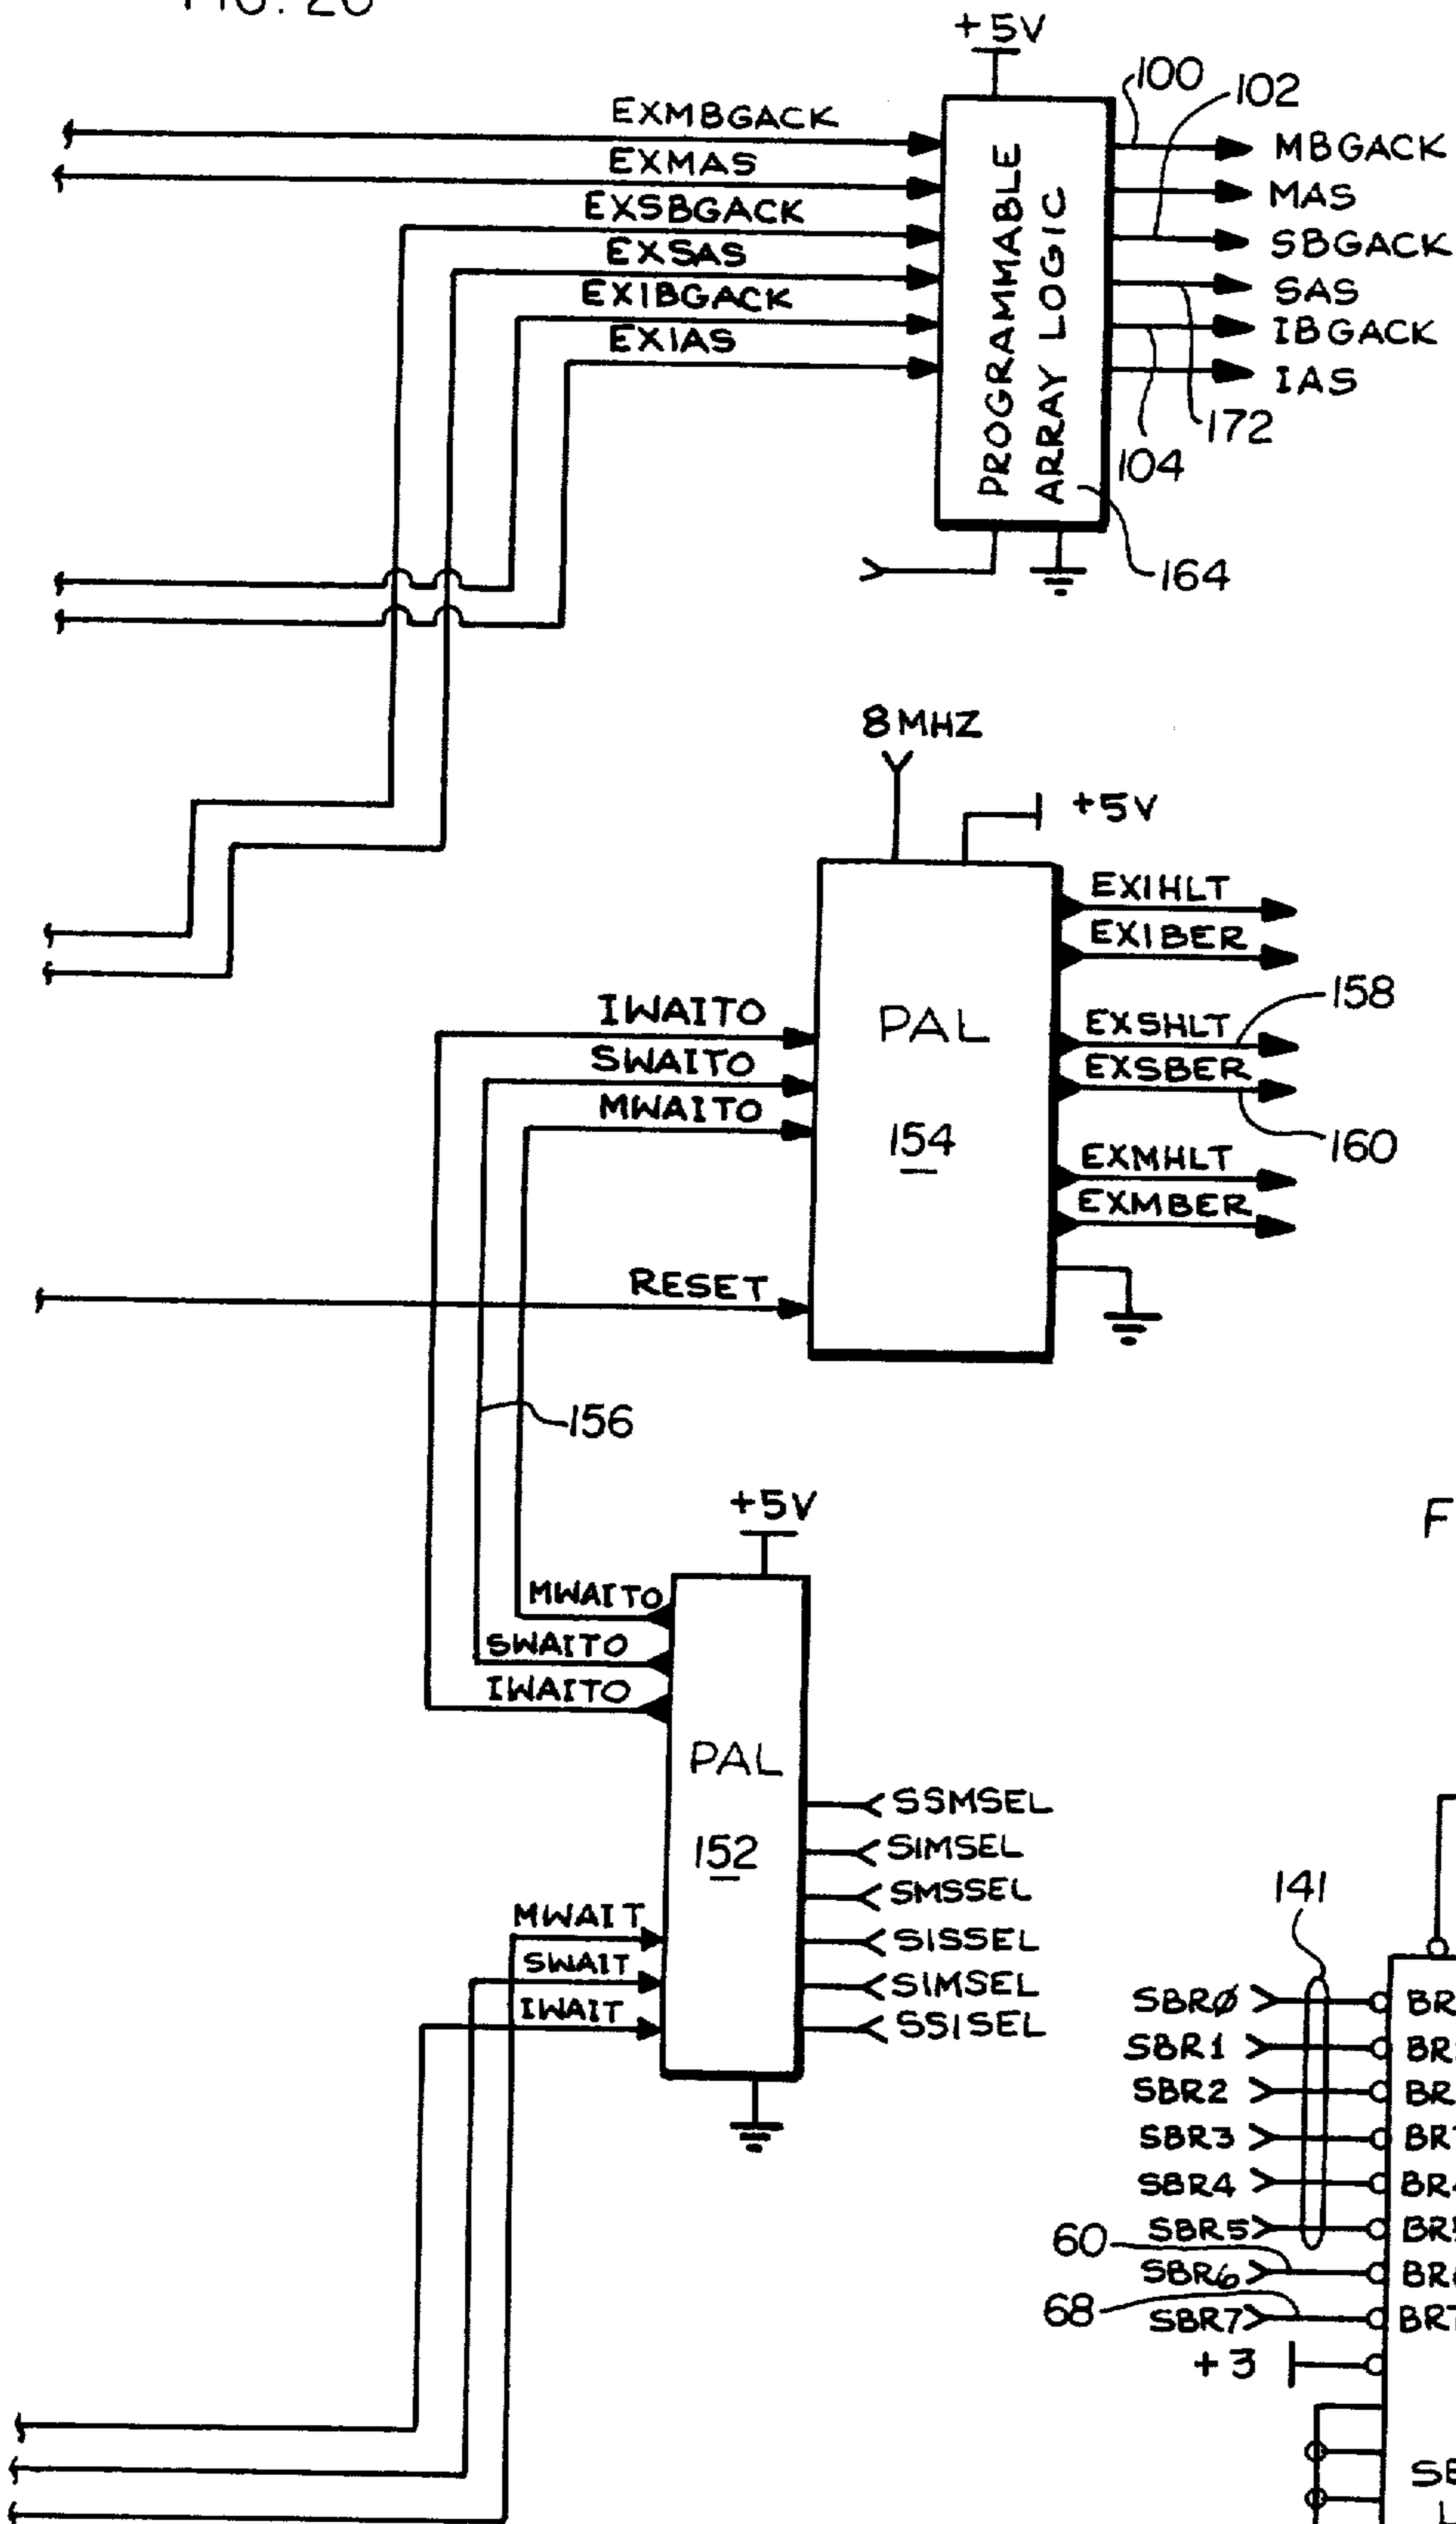 +5V
100
102
EXMBGACK
EXMAS
EXSBGACK
EXSAS
EXIBGACK
EXIAS
PROGRAMMABLE
ARRAY LOGIC
MBGACK
MAS
SBGACK
SAS
IBGACK
IAS
172
104
164
8MHZ
+5V
IWAITO
SWAITO
MWAITO
RESET
PAL
154
EXIHLT
EXIBER
EXSHLT
EXSBER
EXMHLT
EXMBER
158
160
156
+5V
MWAITO
SWAITO
IWAITO
PAL
152
MWAIT
SWAIT
IWAIT
SSMSEL
SIMSEL
SMSSEL
SISSEL
SIMSEL
SSISEL
141
SBRØ
SBR1
SBR2
SBR3
SBR4
SBR5
60
SBR6
68
SBR7
+3